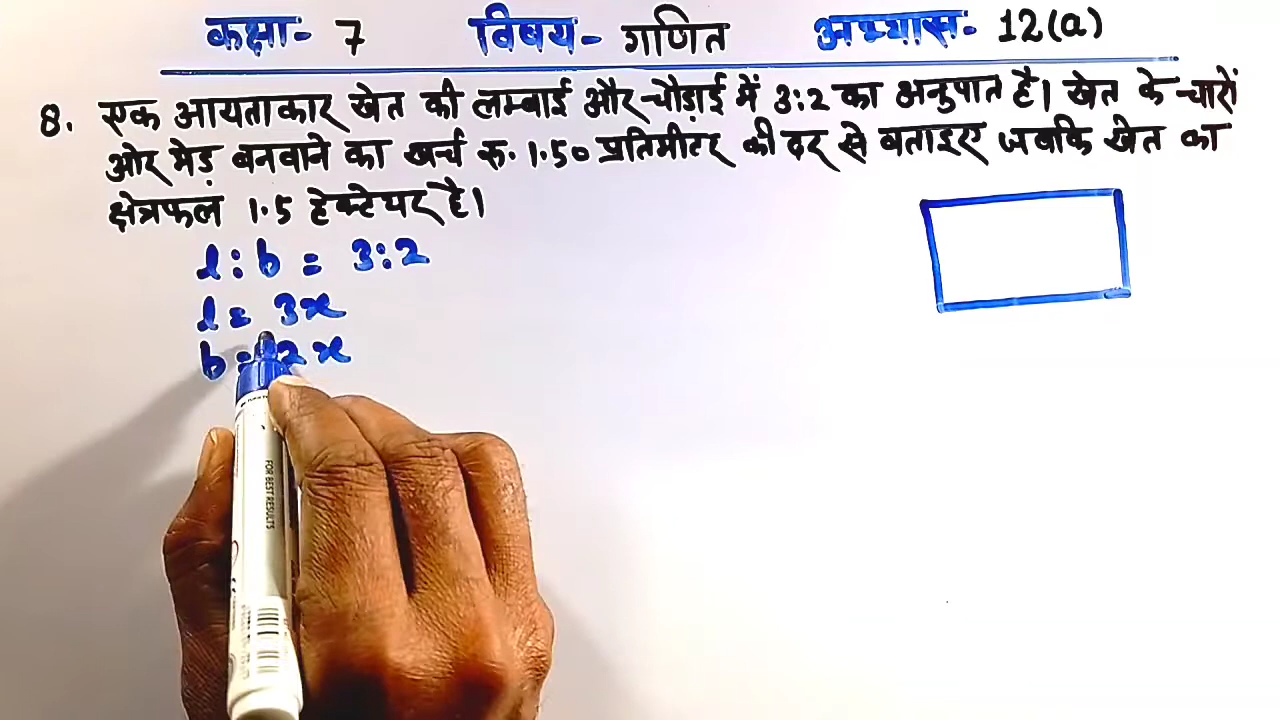 कक्षा- 7 विषय- गणित अभ्यास- 12(a)
8. एक आयताकार खेत की लम्बाई और चौड़ाई में 3:2 का अनुपात है। खेत के चारों
ओर मेड़ बनवाने का खर्च रु. 1.50 प्रतिमीटर की दर से बताइए जबकि खेत का
क्षेत्रफल 1.5 हेक्टेयर है।
l : b = 3:2
l = 3x
b = 2x
FOR BEST RESULTS